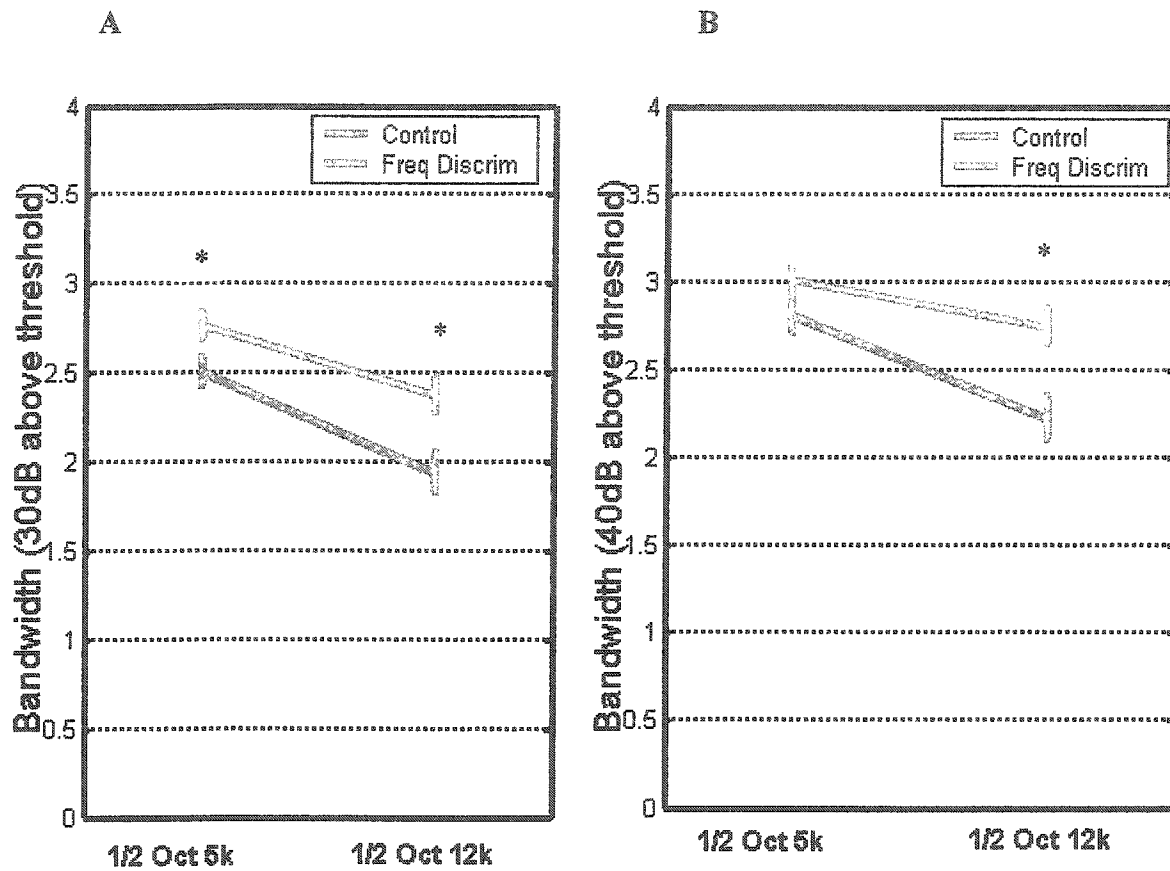 A
B
Bandwidth (30dB above threshold)
4
3.5
3
2.5
2
1.5
1
0.5
0
Control
Freq Discrim
*
*
1/2 Oct 5k
1/2 Oct 12k
Bandwidth (40dB above threshold)
4
3.5
3
2.5
2
1.5
1
0.5
0
Control
Freq Discrim
*
1/2 Oct 5k
1/2 Oct 12k